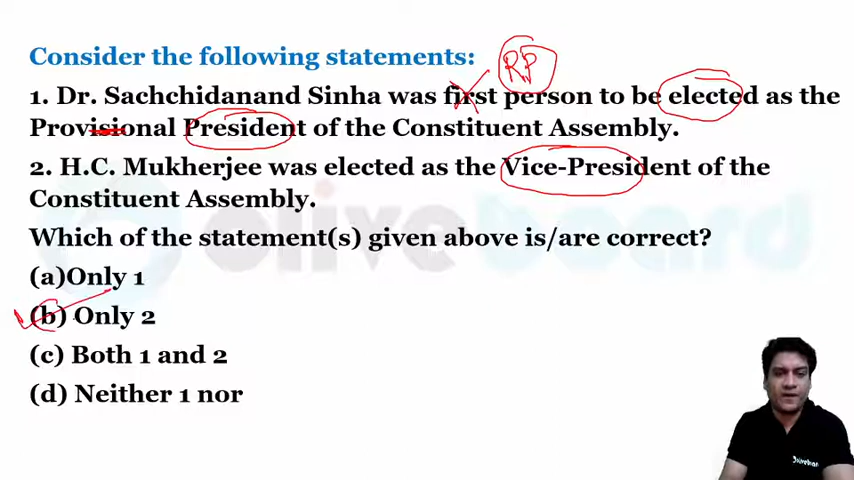 Consider the following statements:
RP
1. Dr. Sachchidanand Sinha was first person to be elected as the
Provisional President of the Constituent Assembly.
2. H.C. Mukherjee was elected as the Vice-President of the
Constituent Assembly.
Which of the statement(s) given above is/are correct?
(a)Only 1
(b) Only 2
(c) Both 1 and 2
(d) Neither 1 nor
oliveboard
Oliveboard